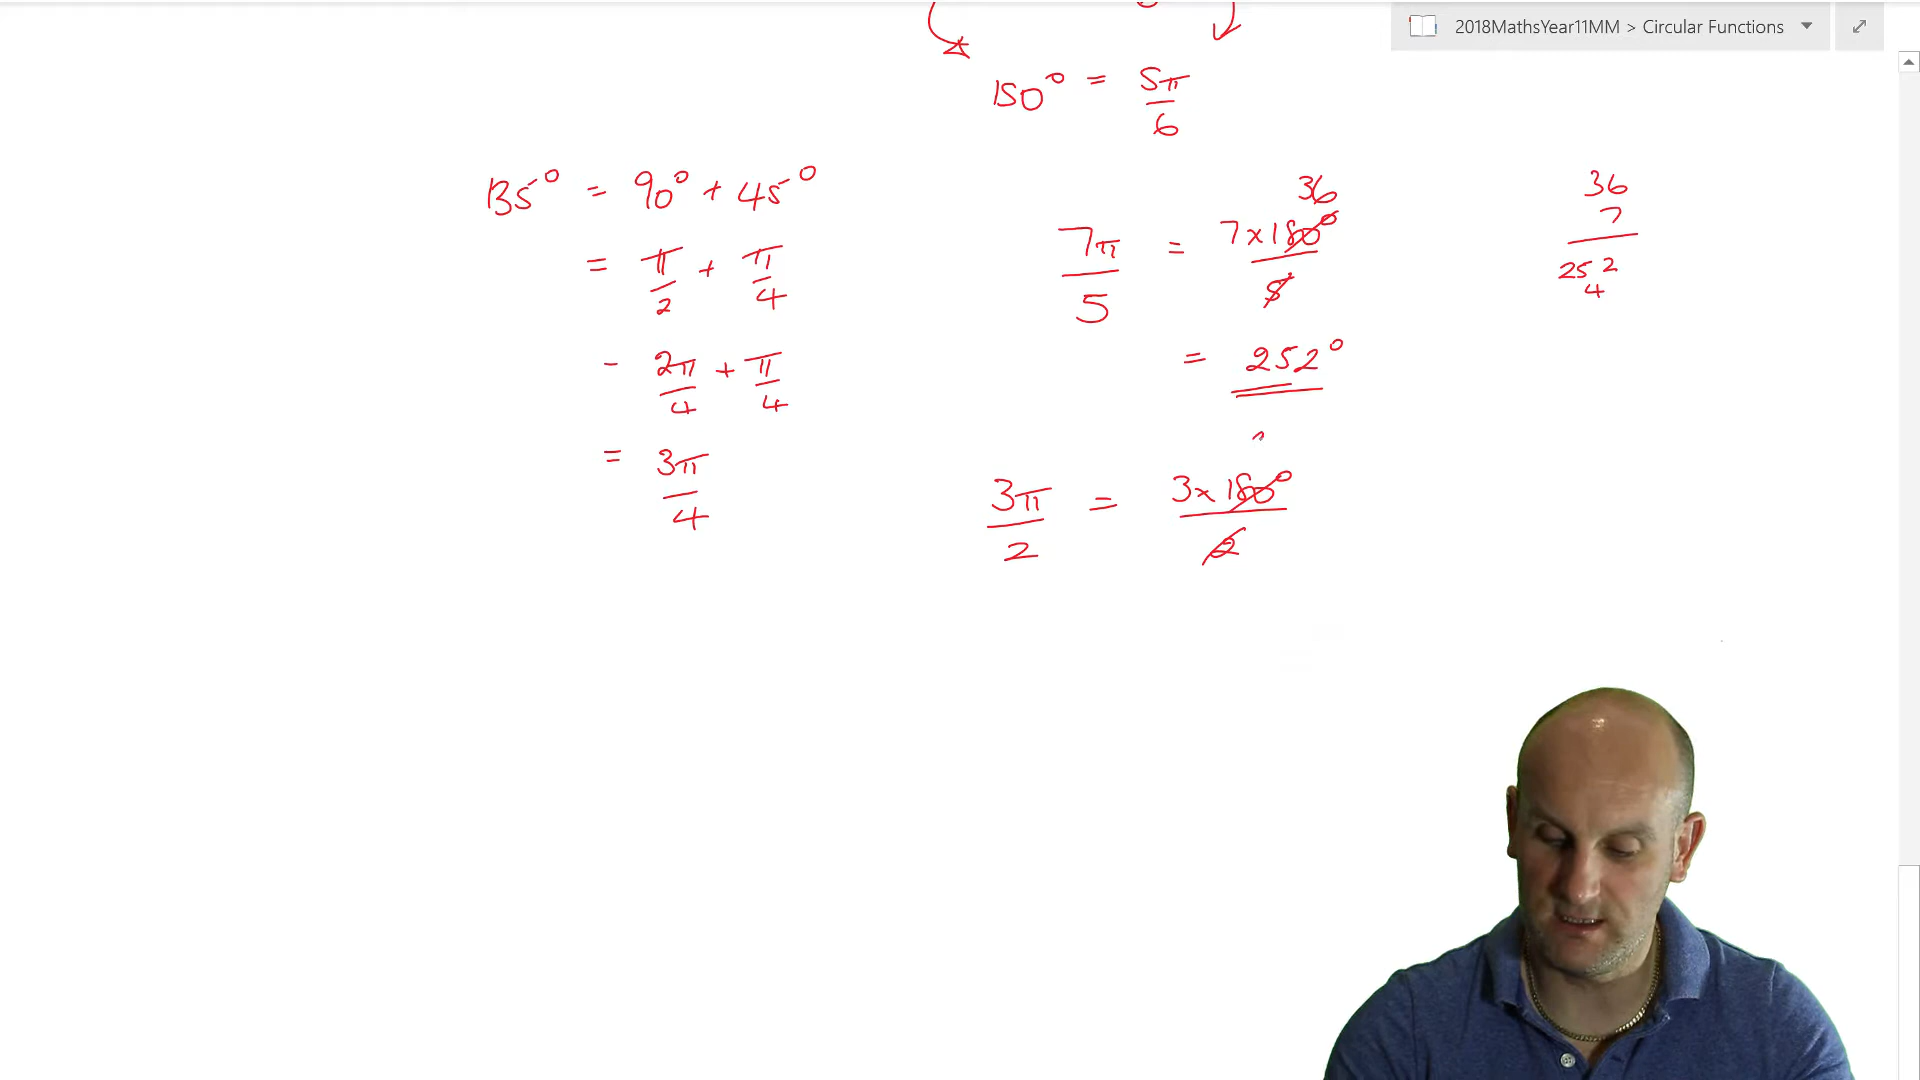 2018MathsYear11MM > Circular Functions
150° = 5π/6
135° = 90° + 45°
= π/2 + π/4
- 2π/4 + π/4
= 3π/4
36
7π/5 = 7×180°/5
= 252°
3π/2 = 3×180°/2
36
7
252
4